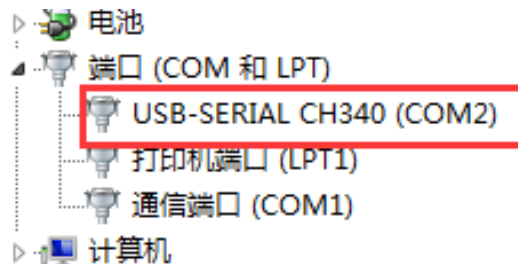 电池
端口 (COM 和 LPT)
USB-SERIAL CH340 (COM2)
打印机端口 (LPT1)
通信端口 (COM1)
计算机